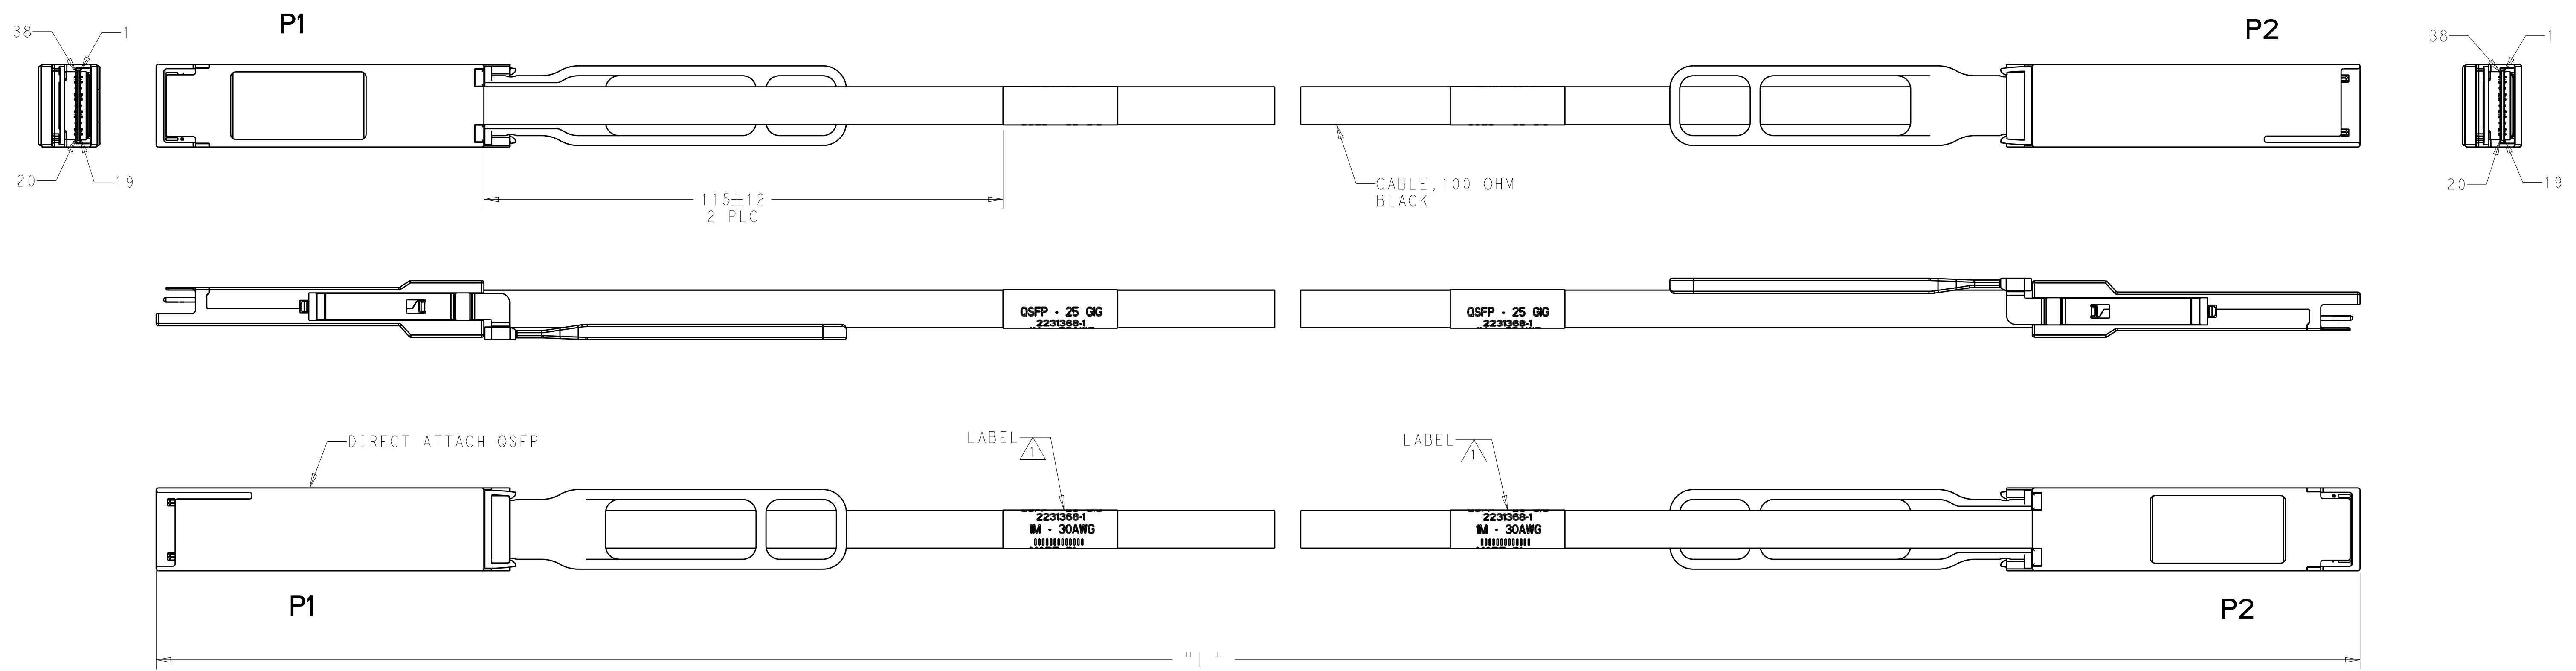 P1
P2
38
1
38
1
20
19
115±12
2 PLC
CABLE,100 OHM
BLACK
20
19
QSFP - 25 GIG
2231368-1
QSFP - 25 GIG
2231368-1
DIRECT ATTACH QSFP
LABEL
1
LABEL
1
2231368-1
1M - 30AWG
2231368-1
1M - 30AWG
P1
P2
"L"